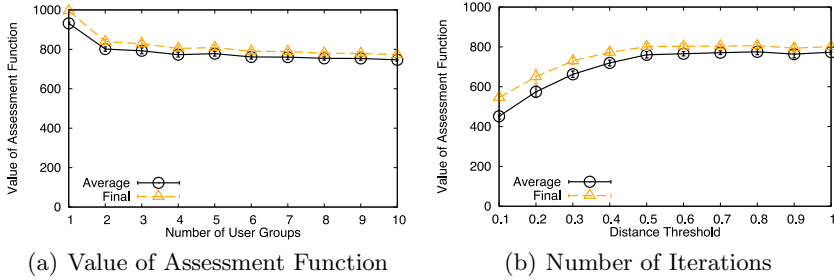 1000
800
600
400
200
0
Value of Assessment Function
Average
Final
1 2 3 4 5 6 7 8 9 10
Number of User Groups
(a) Value of Assessment Function
1000
800
600
400
200
0
Value of Assessment Function
Average
Final
0.1 0.2 0.3 0.4 0.5 0.6 0.7 0.8 0.9 1
Distance Threshold
(b) Number of Iterations